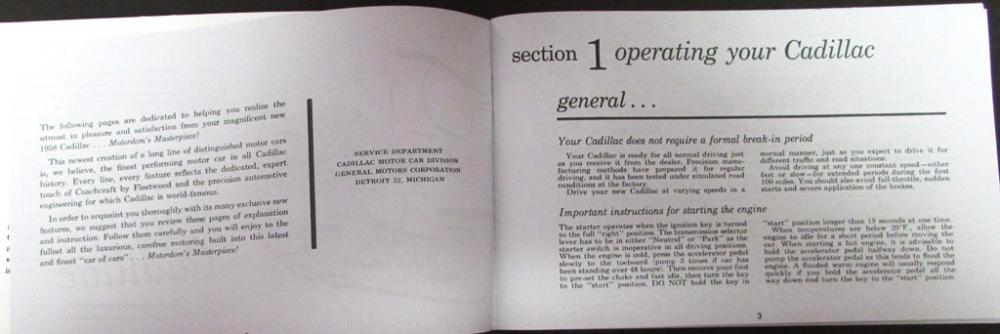 The following pages are dedicated to helping you realize the
utmost in pleasure and satisfaction from your magnificent new
1958 Cadillac . . . Motordom's Masterpiece!
This newest creation of a long line of distinguished motor cars
is, we believe, the finest performing motor car in all Cadillac
history. Every line, every feature reflects the dedicated, expert
touch of Coachcraft by Fleetwood and the precision automotive
engineering for which Cadillac is world-famous.
In order to acquaint you thoroughly with its many exclusive new
features, we suggest that you review these pages of explanation
and instruction. Follow them carefully and you will enjoy to the
fullest all the luxurious, carefree motoring built into this latest
and finest "car of cars" . . . Motordom's Masterpiece!
SERVICE DEPARTMENT
CADILLAC MOTOR CAR DIVISION
GENERAL MOTORS CORPORATION
DETROIT 32, MICHIGAN
section 1 operating your Cadillac
general . . .
Your Cadillac does not require a formal break-in period
Your Cadillac is ready for all normal driving just
as you receive it from the dealer. Precision manu-
facturing methods have prepared it for regular
driving, and it has been tested under simulated road
conditions at the factory.
Drive your new Cadillac at varying speeds in a
normal manner, just as you expect to drive it for
different traffic and road situations.
Avoid driving at any one constant speed—either
fast or slow—for extended periods during the first
100 miles. You should also avoid full-throttle, sudden
starts and severe application of the brakes.
Important instructions for starting the engine
The starter operates when the ignition key is turned
to the full "right" position. The transmission selector
lever has to be in either "Neutral" or "Park" as the
starter switch is inoperative in all driving positions.
When the engine is cold, press the accelerator pedal
slowly to the toeboard (pump 3 times if car has
been standing over 48 hours). Then remove your foot
to pre-set the choke and fast idle, then turn the key
to the "start" position. DO NOT hold the key in
"start" position longer than 15 seconds at one time.
When temperatures are below 20°F., allow the
engine to idle for a short period before moving the
car. When starting a hot engine, it is advisable to
hold the accelerator pedal halfway down. Do not
pump the accelerator pedal as this tends to flood the
engine. A flooded warm engine will usually respond
quickly if you hold the accelerator pedal all the
way down and turn the key to the "start" position.
3